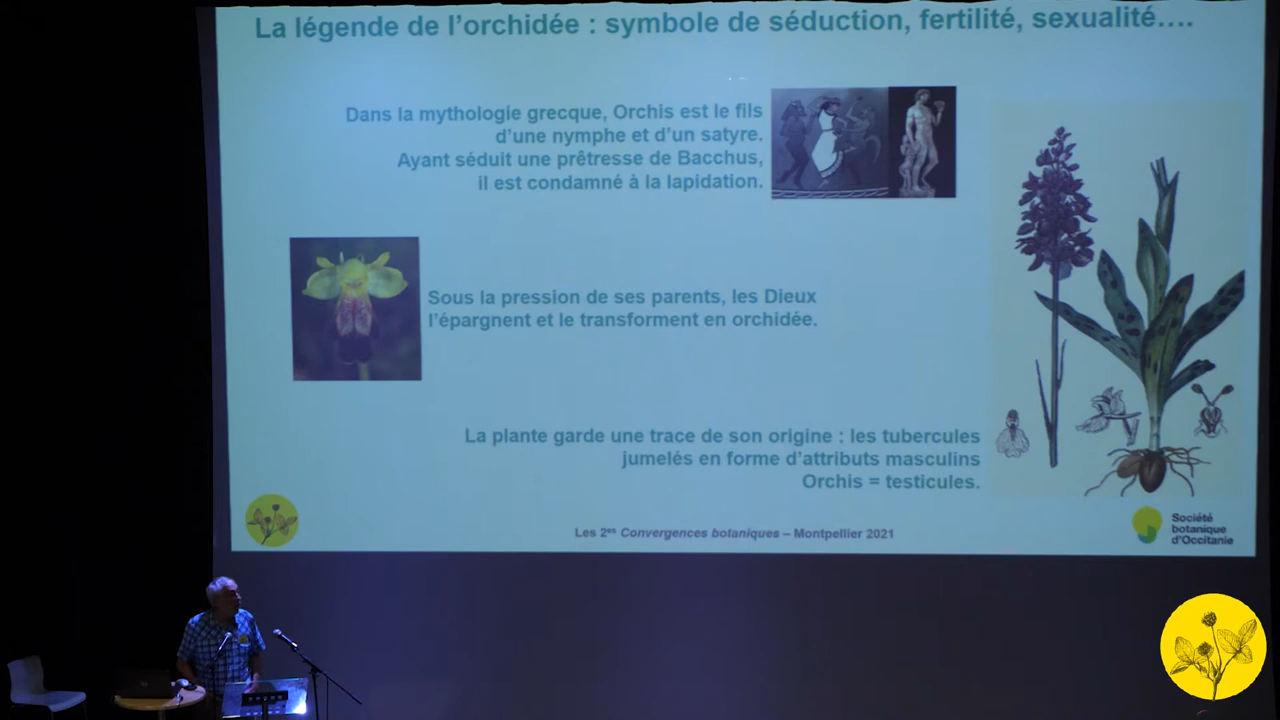 La légende de l'orchidée : symbole de séduction, fertilité, sexualité....
Dans la mythologie grecque, Orchis est le fils
d'une nymphe et d'un satyre.
Ayant séduit une prêtresse de Bacchus,
il est condamné à la lapidation.
Sous la pression de ses parents, les Dieux
l'épargnent et le transforment en orchidée.
La plante garde une trace de son origine : les tubercules
jumelés en forme d'attributs masculins
Orchis = testicules.
Les 2es Convergences botaniques – Montpellier 2021
Société
botanique
d'Occitanie